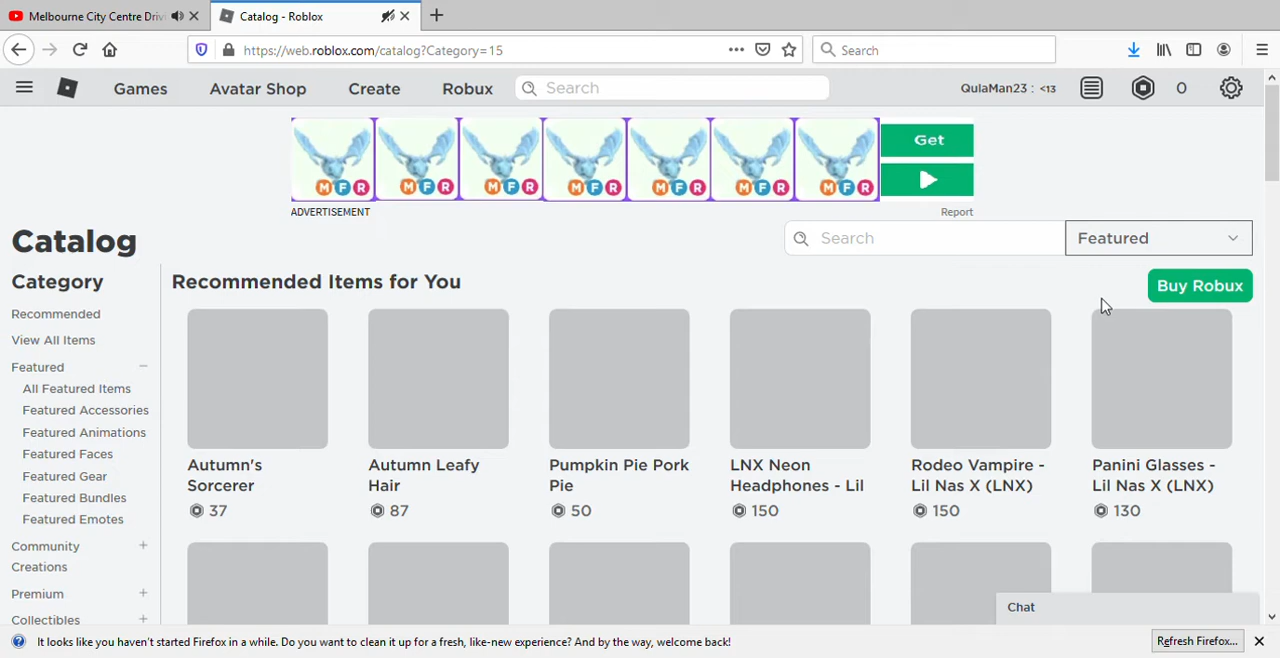 Melbourne City Centre Driv
Catalog - Roblox
https://web.roblox.com/catalog?Category=15
Search
Games
Avatar Shop
Create
Robux
Search
QulaMan23 : <13
0
M F R M F R M F R M F R M F R M F R M F R
Get
ADVERTISEMENT
Report
Catalog
Search
Featured
Category
Recommended
View All Items
Featured
All Featured Items
Featured Accessories
Featured Animations
Featured Faces
Featured Gear
Featured Bundles
Featured Emotes
Community
Creations
Premium
Collectibles
Recommended Items for You
Buy Robux
Autumn's
Sorcerer
37
Autumn Leafy
Hair
87
Pumpkin Pie Pork
Pie
50
LNX Neon
Headphones - Lil
150
Rodeo Vampire -
Lil Nas X (LNX)
150
Panini Glasses -
Lil Nas X (LNX)
130
Chat
It looks like you haven't started Firefox in a while. Do you want to clean it up for a fresh, like-new experience? And by the way, welcome back!
Refresh Firefox...